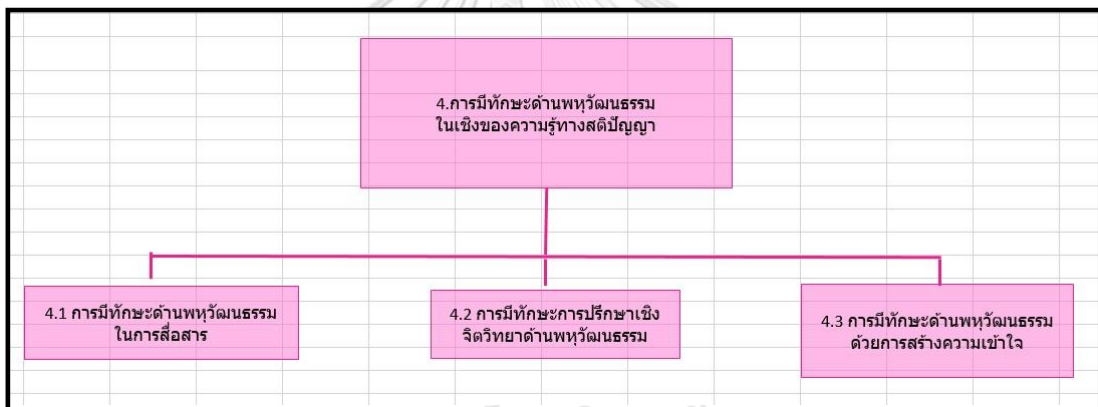 4.การมีทักษะด้านพหุวัฒนธรรม
ในเชิงของความรู้ทางสติปัญญา
4.1 การมีทักษะด้านพหุวัฒนธรรม
ในการสื่อสาร
4.2 การมีทักษะการปรึกษาเชิง
จิตวิทยาด้านพหุวัฒนธรรม
4.3 การมีทักษะด้านพหุวัฒนธรรม
ด้วยการสร้างความเข้าใจ